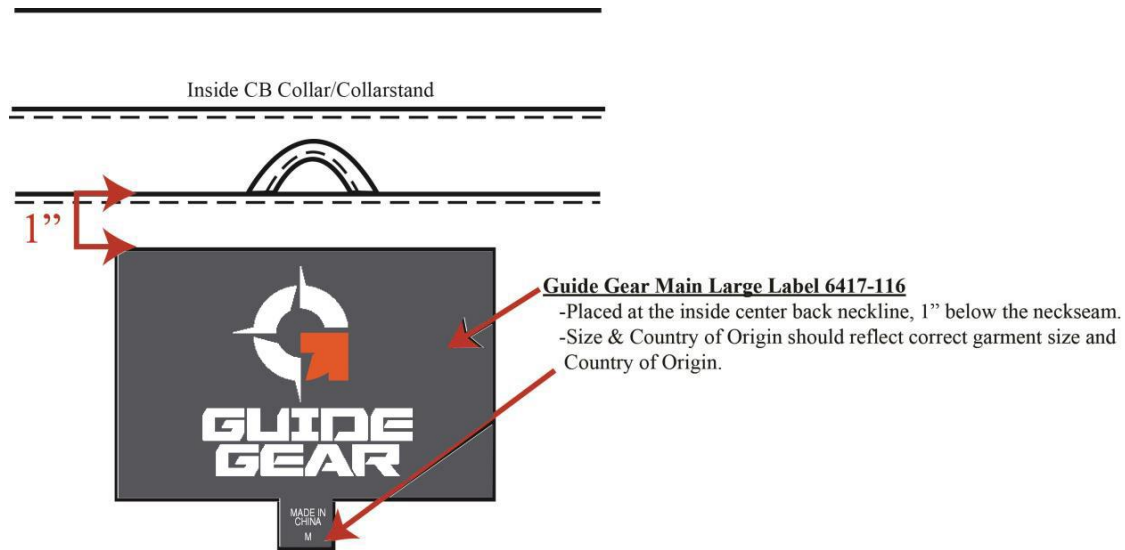 Inside CB Collar/Collarstand
1”
Guide Gear Main Large Label 6417-116
-Placed at the inside center back neckline, 1” below the neckseam.
-Size & Country of Origin should reflect correct garment size and
Country of Origin.
GUIDE
GEAR
MADE IN
CHINA
M